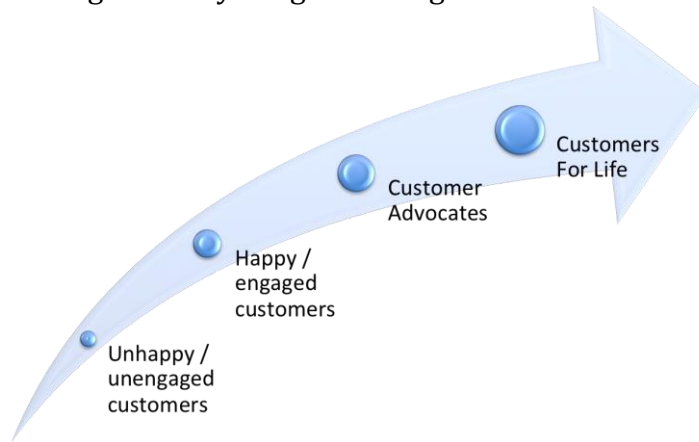 Unhappy /
unengaged
customers
Happy /
engaged
customers
Customer
Advocates
Customers
For Life